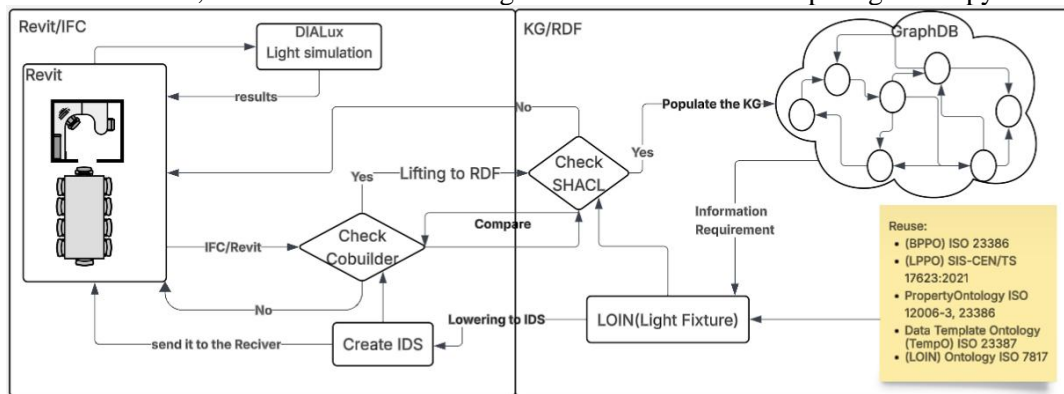 Revit/IFC
KG/RDF
DIALux
Light simulation
GraphDB
Revit
results
No
Populate the KG
Yes
Check
SHACL
Yes
Lifting to RDF
Compare
IFC/Revit
Check
Cobuilder
Information
Requirement
No
Reuse:
• (BPPO) ISO 23386
• (LPPO) SIS-CEN/TS
17623:2021
• PropertyOntology ISO
12006-3, 23386
• Data Template Ontology
(TempO) ISO 23387
• (LOIN) Ontology ISO 7817
Lowering to IDS
LOIN(Light Fixture)
send it to the Reciver
Create IDS